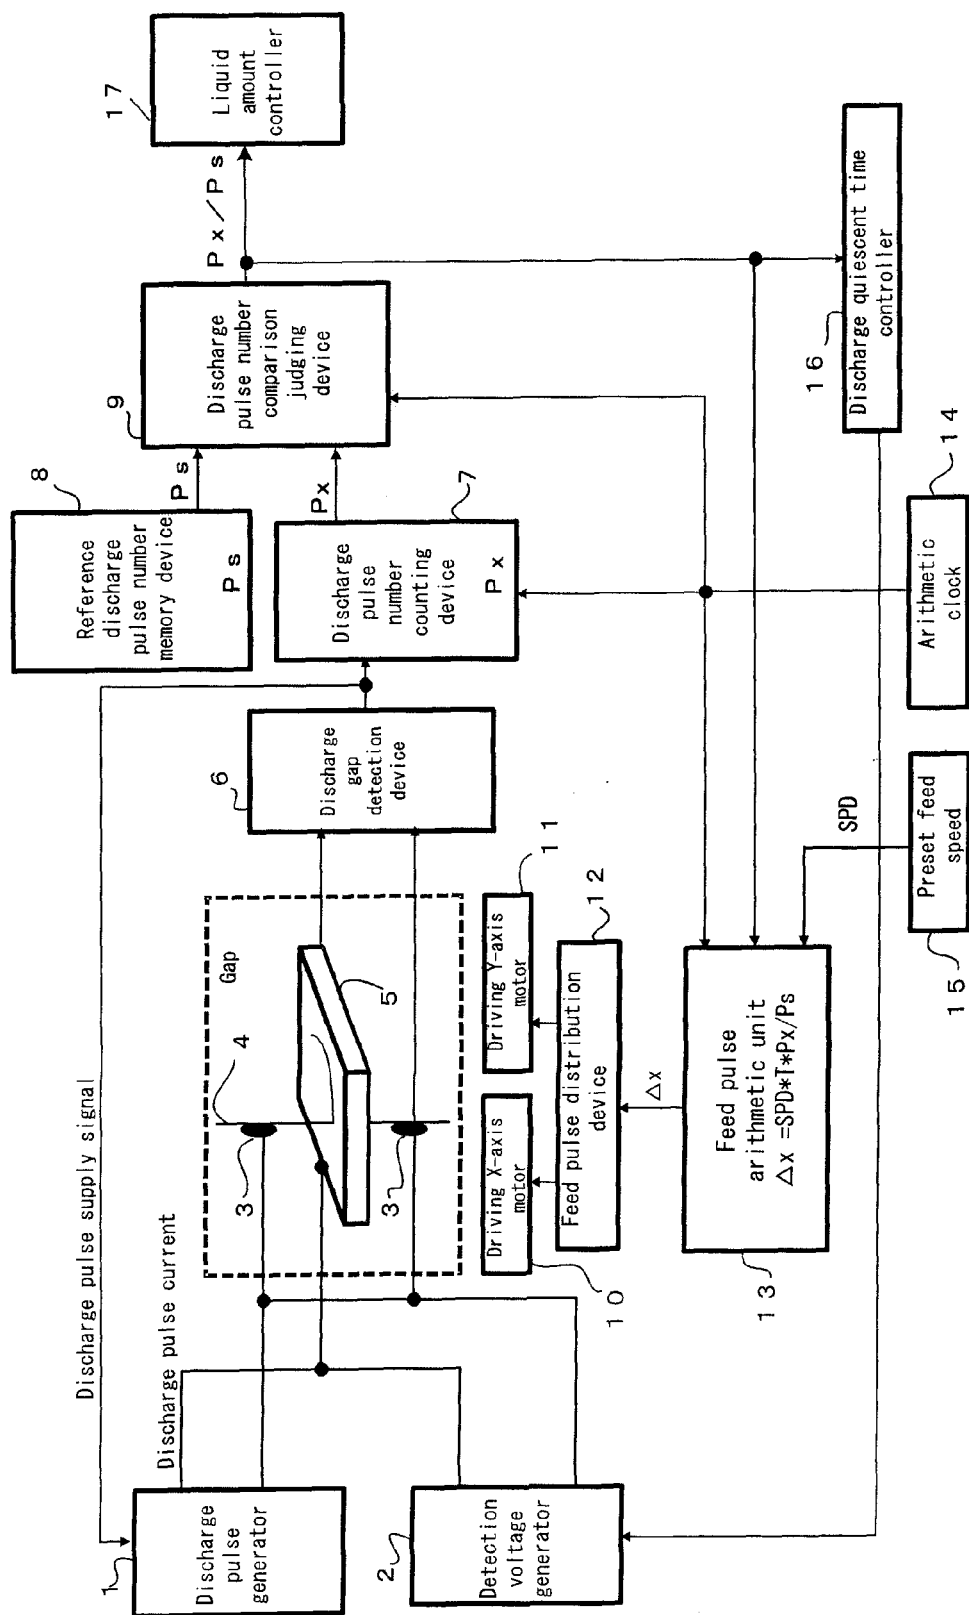 Discharge pulse supply signal
Discharge pulse current
1
Discharge
pulse
generator
2
Detection
voltage
generator
Gap
3
3
4
5
6
Discharge
gap
detection
device
7
Discharge
pulse
number
counting
device
Px
8
Reference
discharge
pulse number
memory device
Ps
Ps
Px
9
Discharge
pulse number
comparison
judging
device
Px/Ps
17
Liquid
amount
controller
10
Driving X-axis
motor
11
Driving Y-axis
motor
12
Feed pulse distribution
device
Δx
13
Feed pulse
arithmetic unit
Δx =SPD*T*Px/Ps
SPD
15
Preset feed
speed
14
Arithmetic
clock
16
Discharge quiescent time
controller